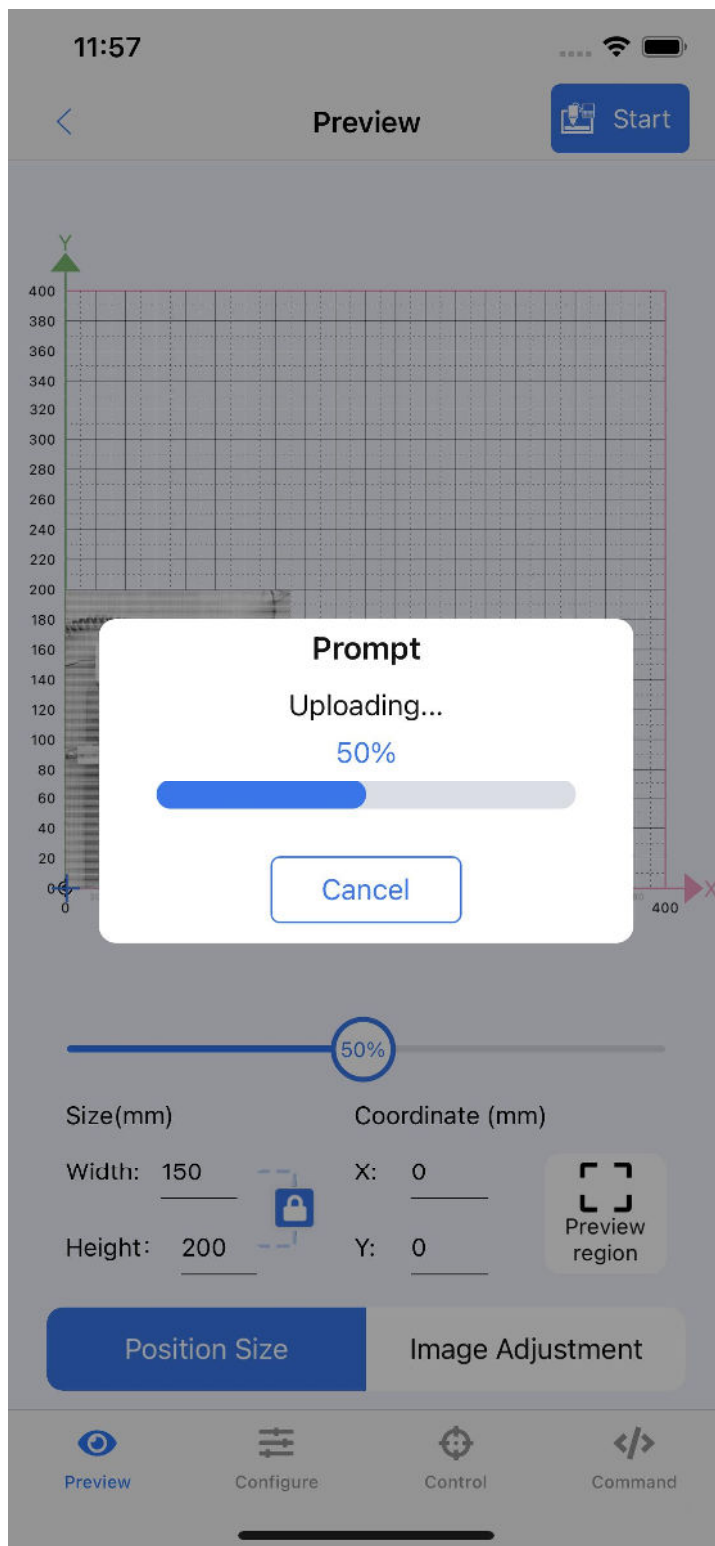 11:57
Preview
Start
Y
400
380
360
340
320
300
280
260
240
220
200
180
160
140
120
100
80
60
40
20
0
0
400
X
Prompt
Uploading...
50%
Cancel
50%
Size(mm)
Coordinate (mm)
Width: 150
X: 0
Height: 200
Y: 0
Preview
region
Position Size
Image Adjustment
Preview
Configure
Control
Command